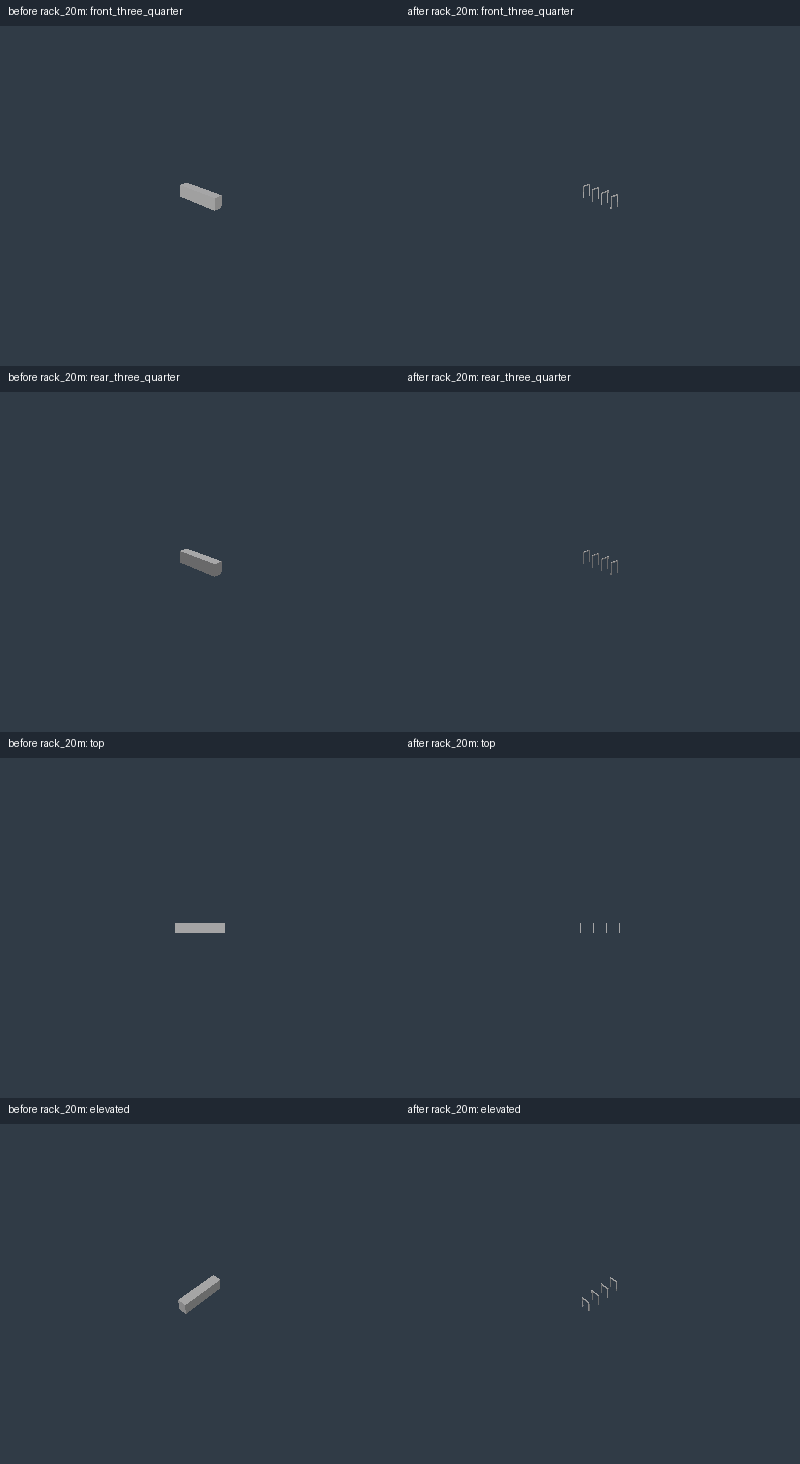 before rack_20m: front_three_quarter
after rack_20m: front_three_quarter
before rack_20m: rear_three_quarter
after rack_20m: rear_three_quarter
before rack_20m: top
after rack_20m: top
before rack_20m: elevated
after rack_20m: elevated